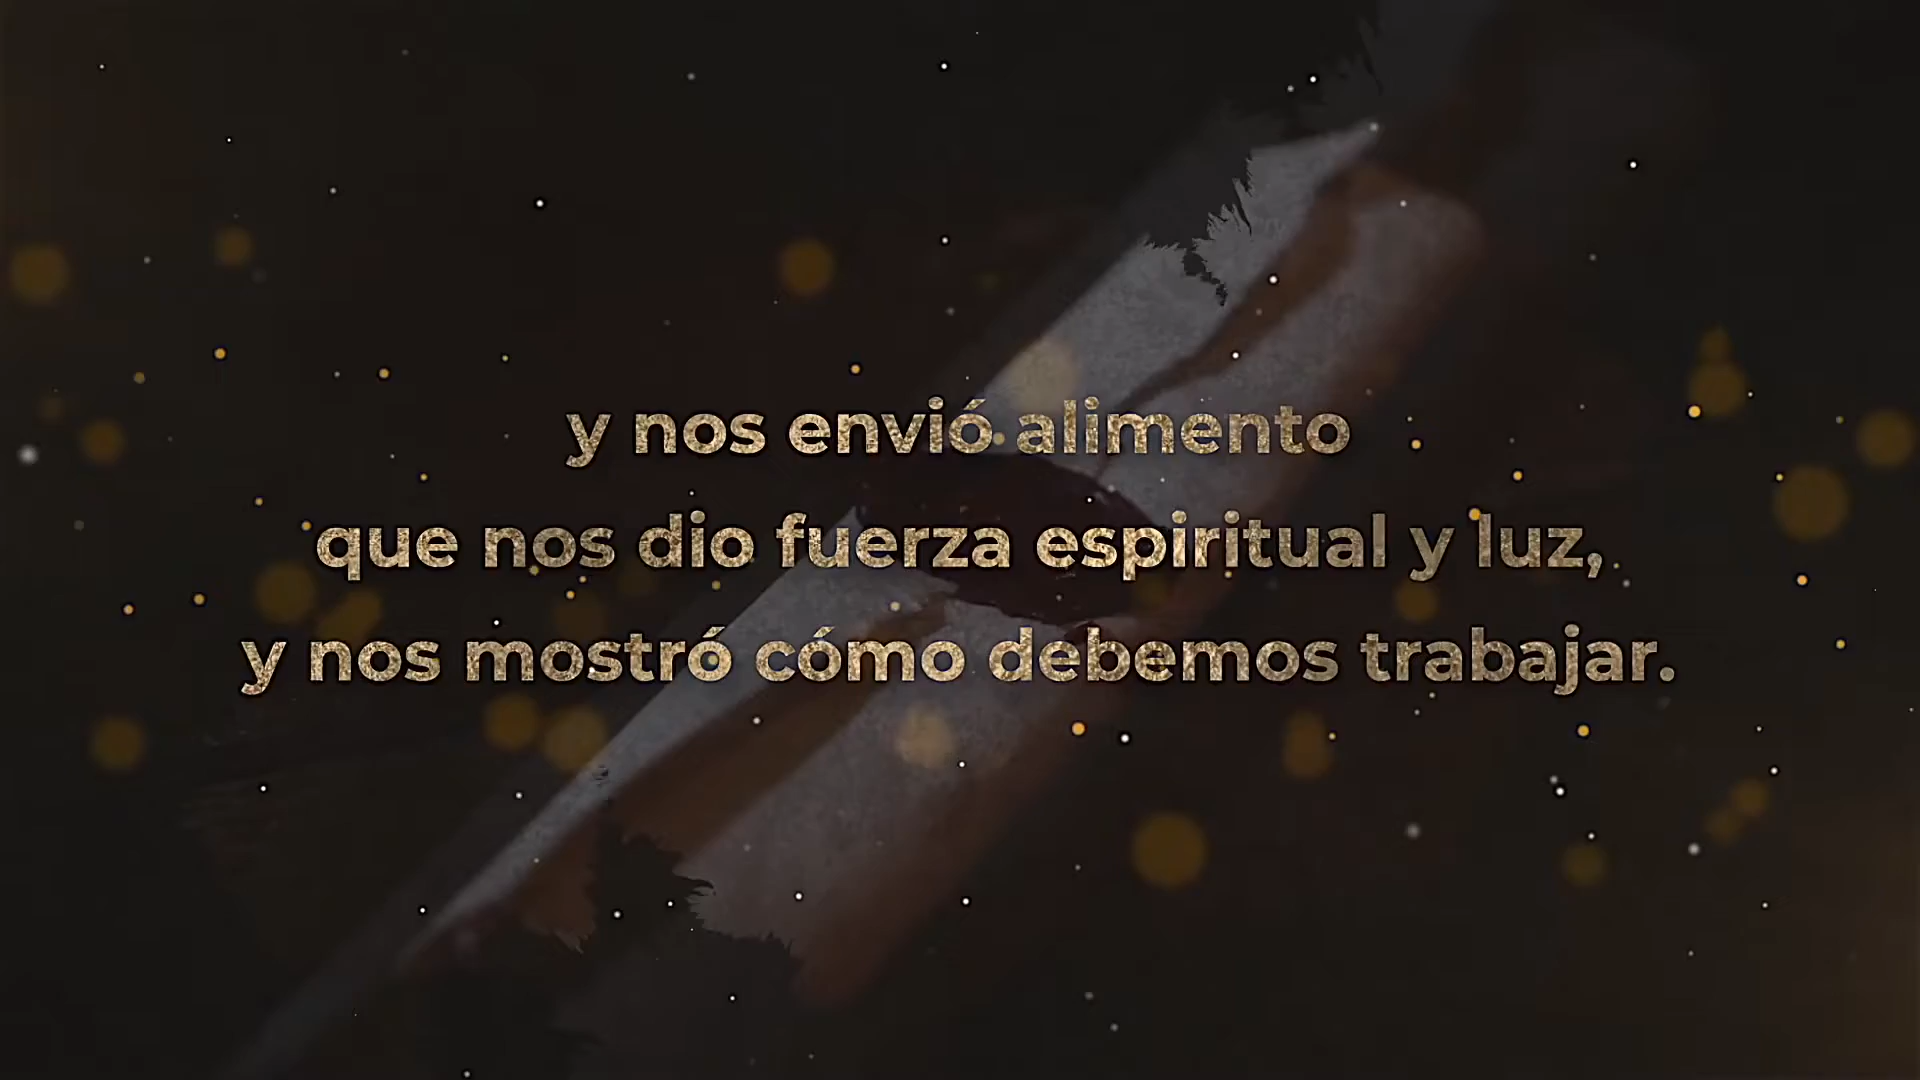 y nos envió alimento
que nos dio fuerza espiritual y luz,
y nos mostró cómo debemos trabajar.